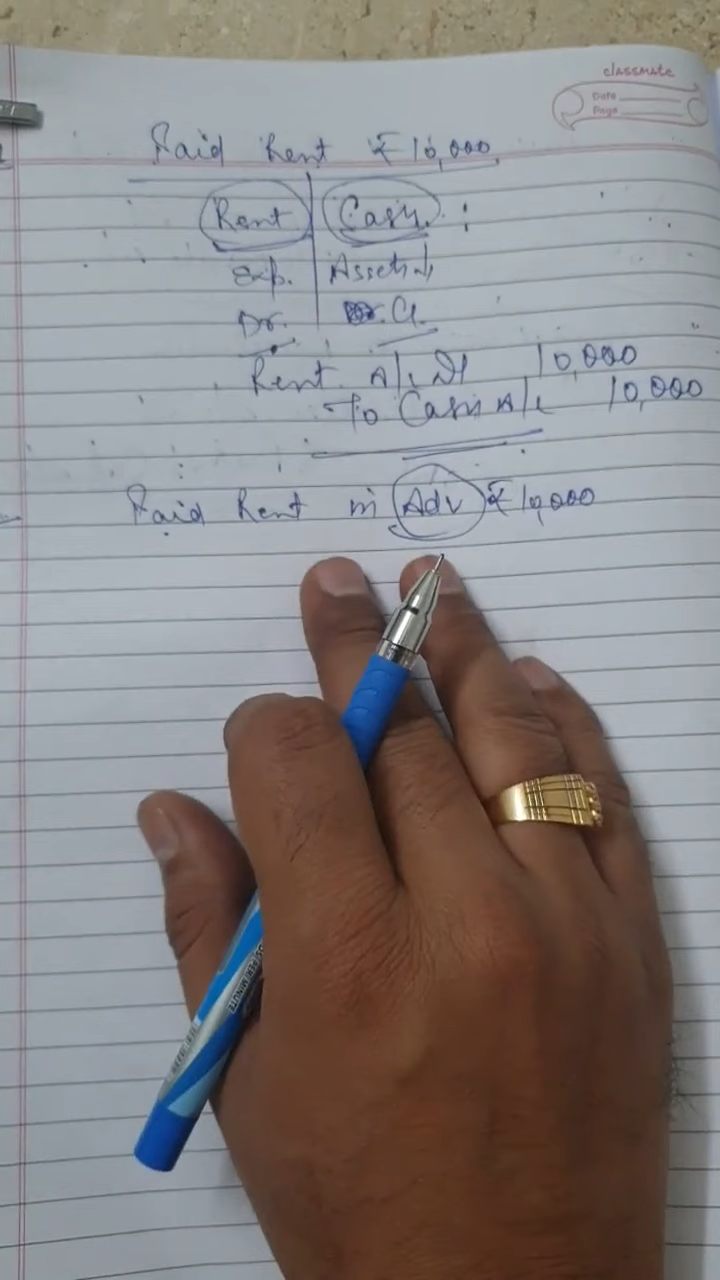 classmate
Date
Page
Paid Rent ₹ 10,000
Rent Cash :
Exp. Asset ↓
Dr. Cr.
Rent A/c Dr 10,000
To Cash A/c 10,000
Paid Rent in Adv ₹ 10,000